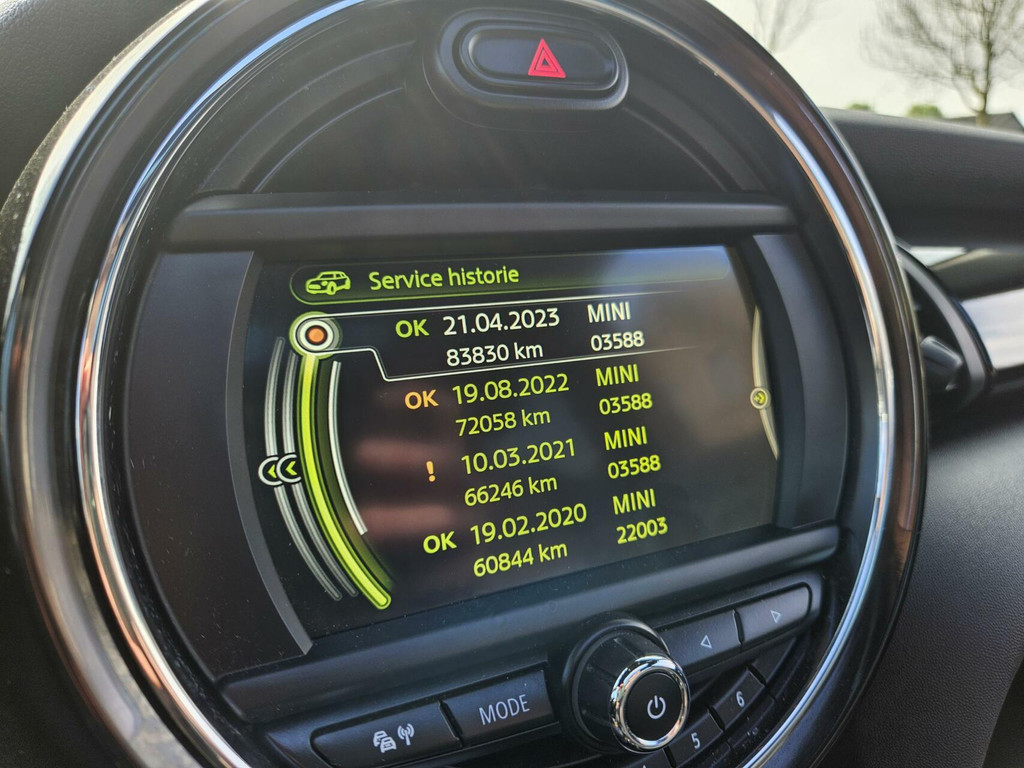 Service historie
OK 21.04.2023 MINI
83830 km 03588
OK 19.08.2022 MINI
72058 km 03588
! 10.03.2021 MINI
66246 km 03588
OK 19.02.2020 MINI
60844 km 22003
MODE
5
6